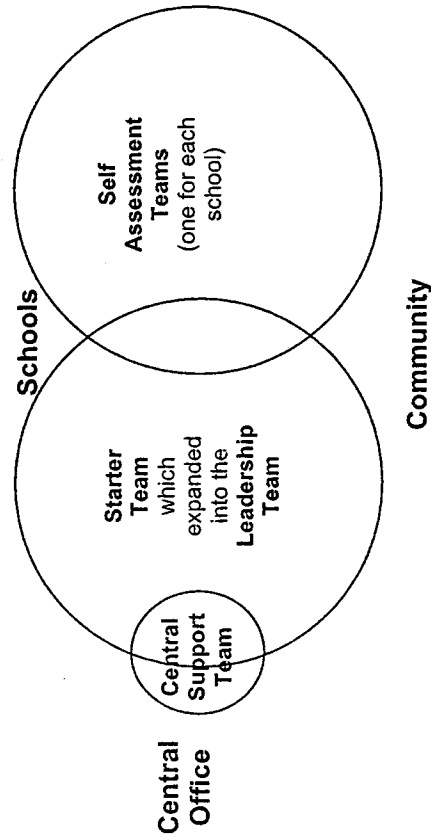 Schools
Central
Office
Central
Support
Team
Starter
Team
which
expanded
into the
Leadership
Team
Self
Assessment
Teams
(one for each
school)
Community